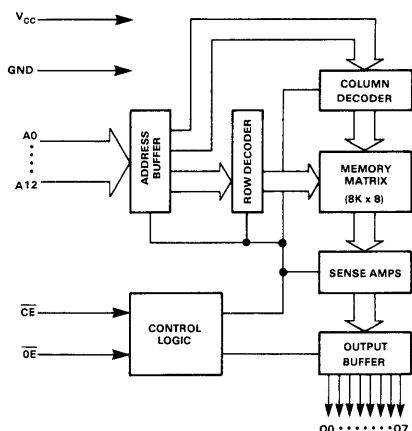 VCC
GND
A0
A12
ADDRESS
BUFFER
ROW DECODER
COLUMN
DECODER
MEMORY
MATRIX
(8K x 8)
SENSE AMPS
CE
OE
CONTROL
LOGIC
OUTPUT
BUFFER
O0 · · · · · · · O7